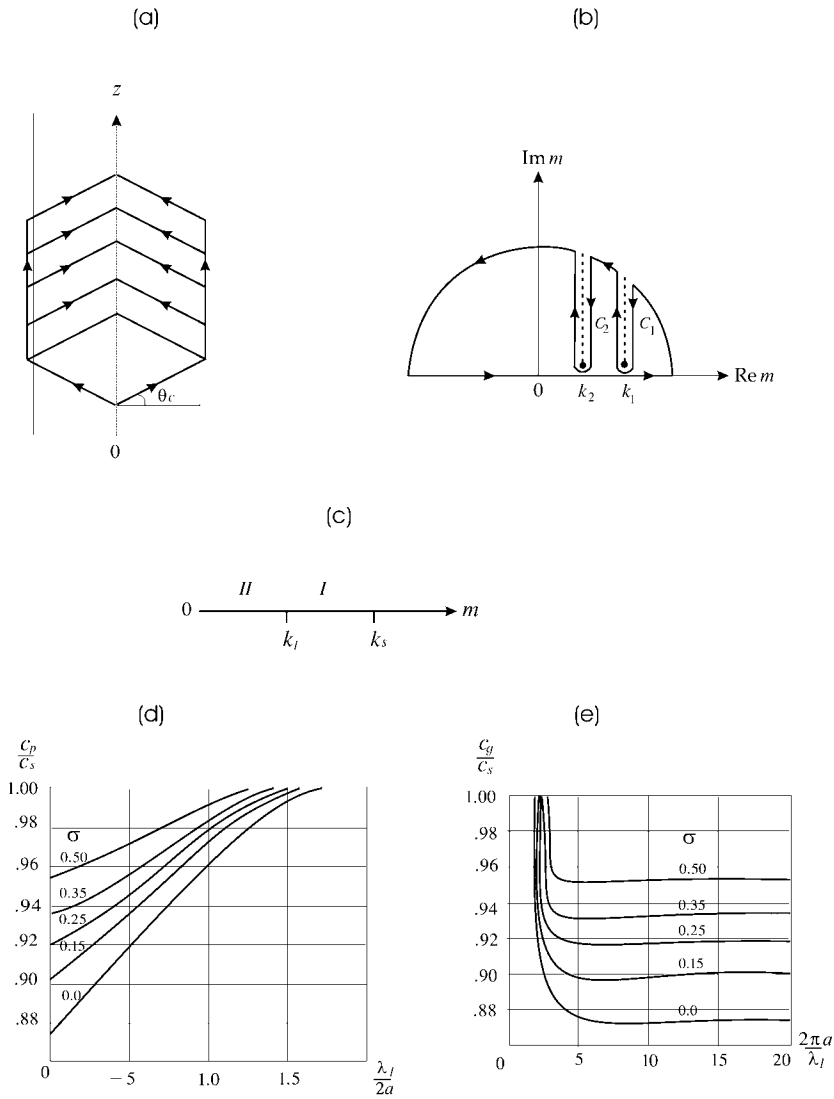 (a)
(b)
z
θc
0
Im m
C2
C1
0
k2
k1
Re m
(c)
0
II
I
m
kl
ks
(d)
cp
cs
1.00
.98
.96
.94
.92
.90
.88
σ
0.50
0.35
0.25
0.15
0.0
0
–5
1.0
1.5
λl
2a
(e)
cg
cs
1.00
.98
.96
.94
.92
.90
.88
σ
0.50
0.35
0.25
0.15
0.0
0
5
10
15
20
2πa
λl